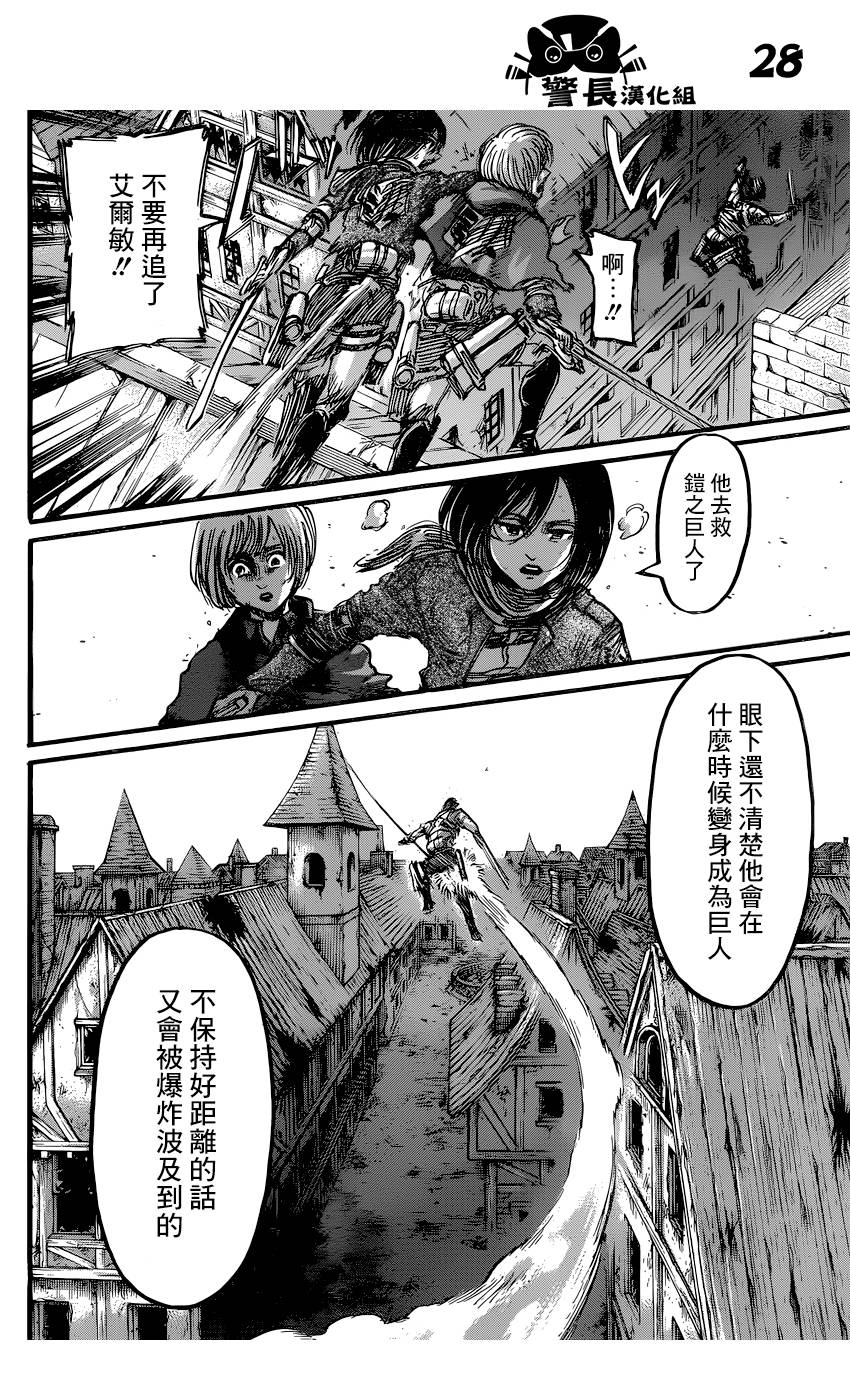 警長漢化組
28
啊…!!
不要再追了
艾爾敏!!
他去救
鎧之巨人了
眼下還不清楚他會在
什麼時候變身成為巨人
不保持好距離的話
又會被爆炸波及到的